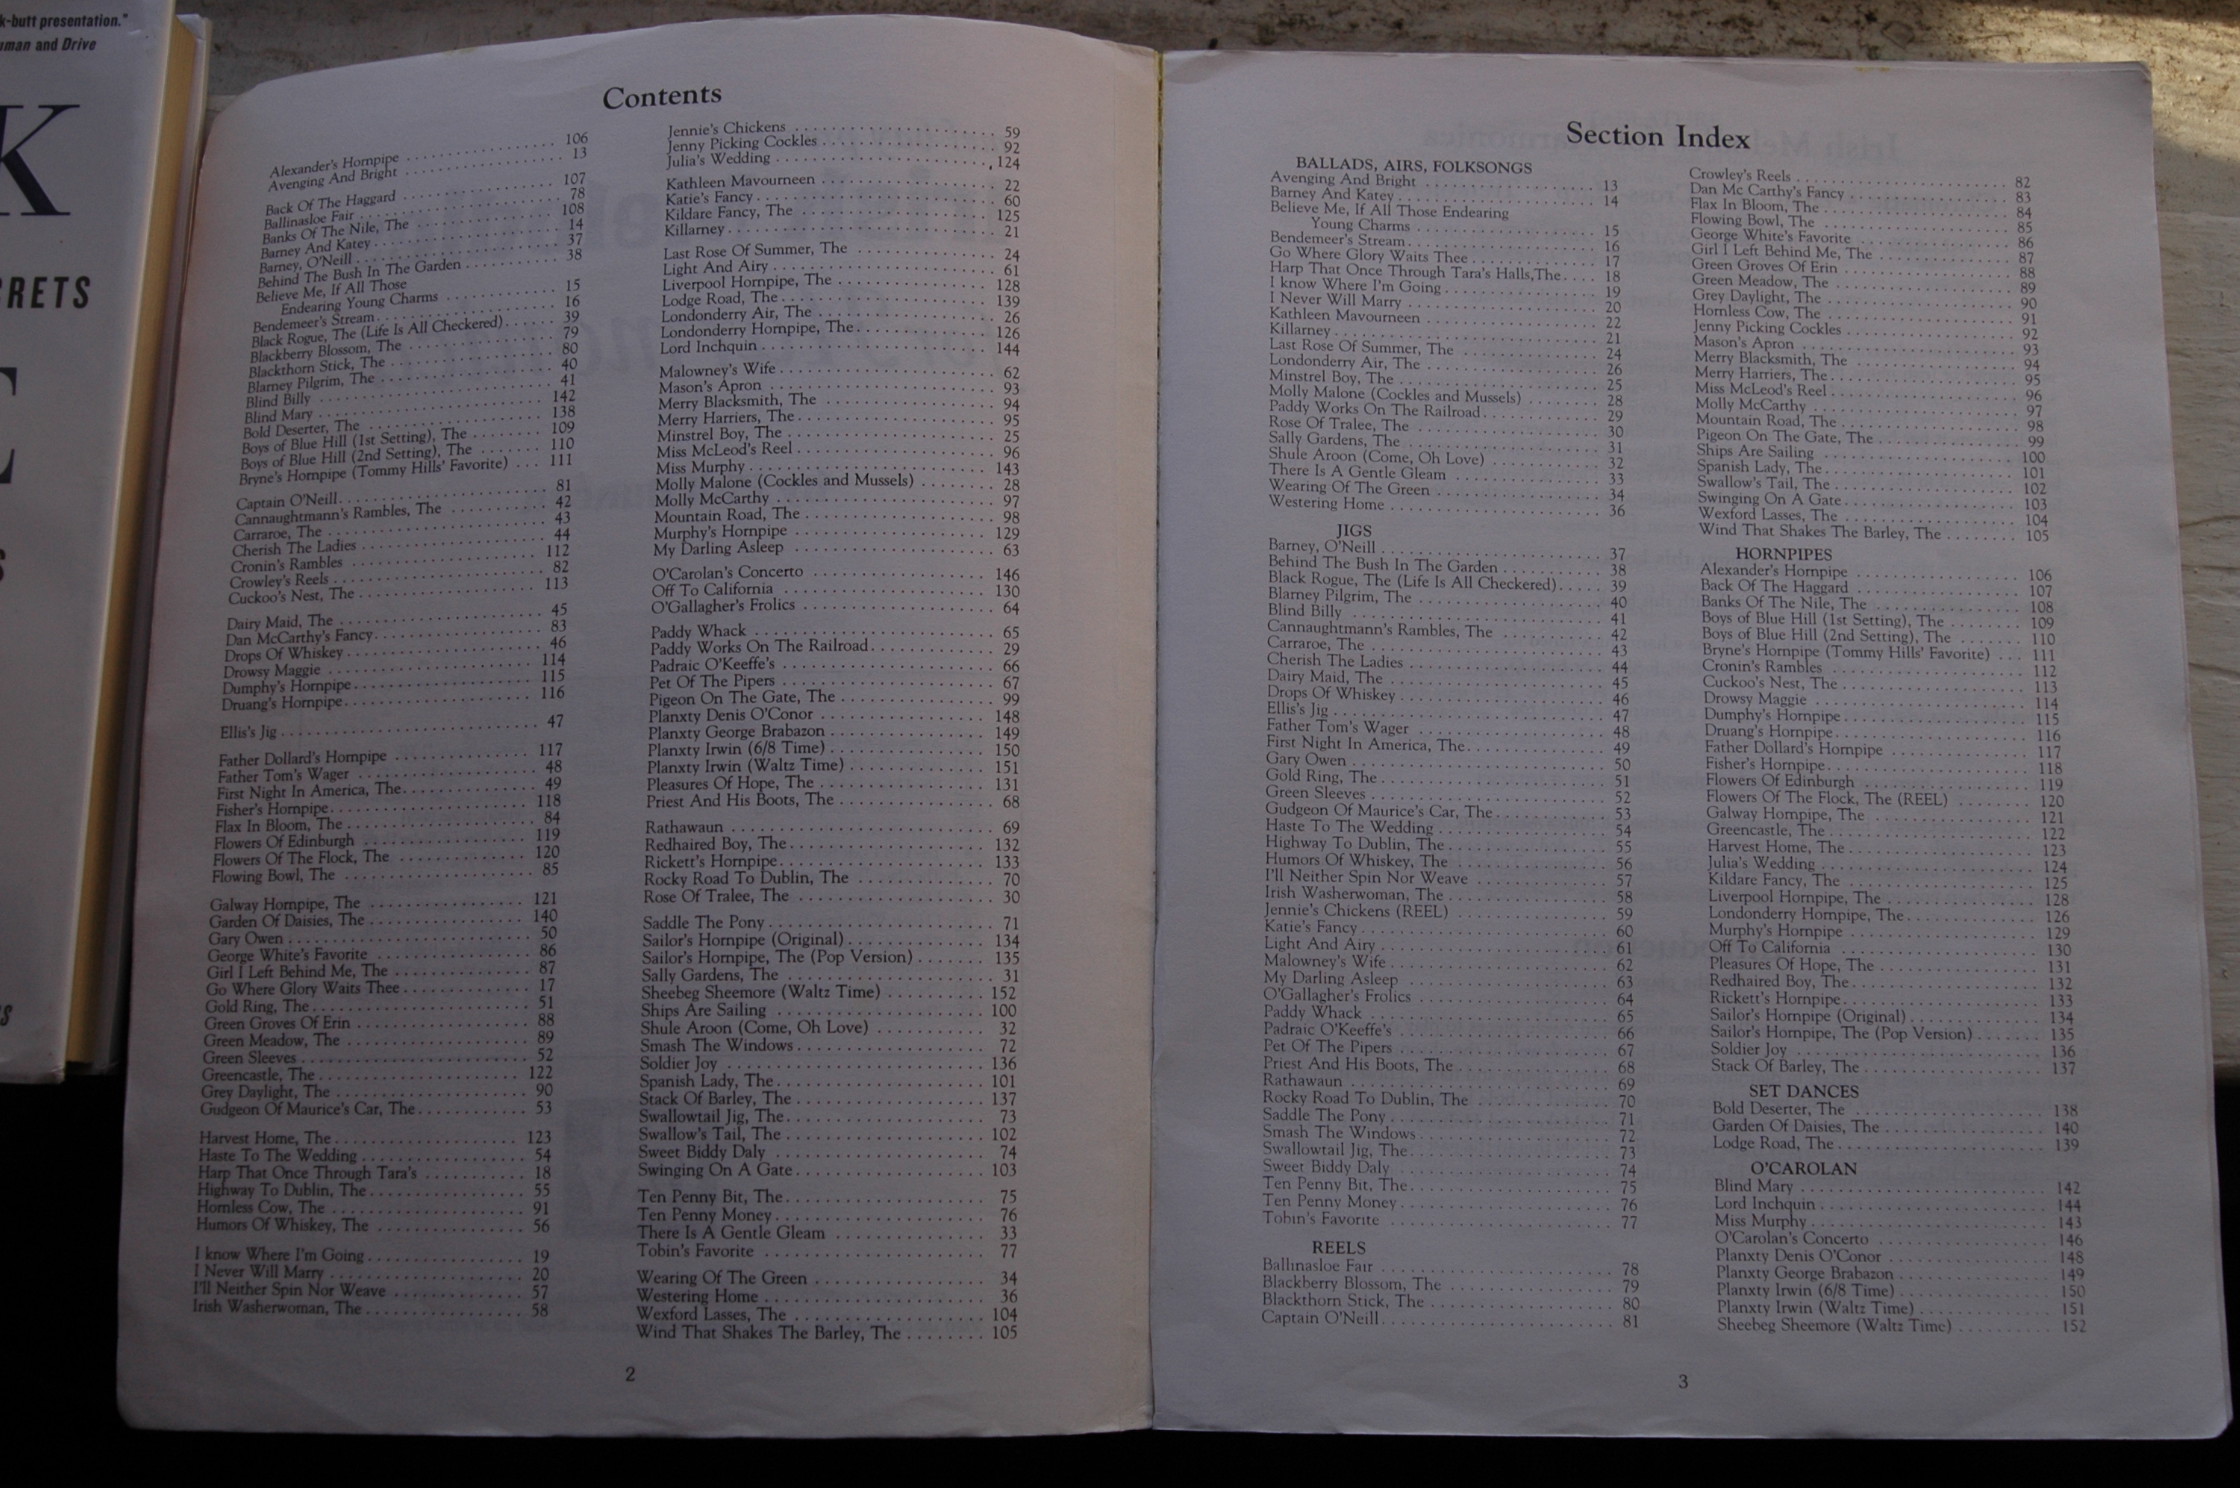 k-butt presentation."
uman and Drive
K
CRETS
S
Contents
Alexander's Hornpipe 106
Avenging And Bright 13
Back Of The Haggard 107
Ballinasloe Fair 78
Banks Of The Nile, The 108
Barney And Katey 14
Barney, O'Neill 37
Behind The Bush In The Garden 38
Believe Me, If All Those
Endearing Young Charms 15
Bendemeer's Stream 16
Black Rogue, The (Life Is All Checkered) 39
Blackberry Blossom, The 79
Blackthorn Stick, The 80
Blarney Pilgrim, The 40
Blind Billy 41
Blind Mary 142
Bold Deserter, The 138
Boys of Blue Hill (1st Setting), The 109
Boys of Blue Hill (2nd Setting), The 110
Bryne's Hornpipe (Tommy Hills' Favorite) 111
Captain O'Neill 81
Cannaughtmann's Rambles, The 42
Carraroe, The 43
Cherish The Ladies 44
Cronin's Rambles 112
Crowley's Reels 82
Cuckoo's Nest, The 113
Dairy Maid, The 45
Dan McCarthy's Fancy 83
Drops Of Whiskey 46
Drowsy Maggie 114
Dumphy's Hornpipe 115
Druang's Hornpipe 116
Ellis's Jig 47
Father Dollard's Hornpipe 117
Father Tom's Wager 48
First Night In America, The 49
Fisher's Hornpipe 118
Flax In Bloom, The 84
Flowers Of Edinburgh 119
Flowers Of The Flock, The 120
Flowing Bowl, The 85
Galway Hornpipe, The 121
Garden Of Daisies, The 140
Gary Owen 50
George White's Favorite 86
Girl I Left Behind Me, The 87
Go Where Glory Waits Thee 17
Gold Ring, The 51
Green Groves Of Erin 88
Green Meadow, The 89
Green Sleeves 52
Greencastle, The 122
Grey Daylight, The 90
Gudgeon Of Maurice's Car, The 53
Harvest Home, The 123
Haste To The Wedding 54
Harp That Once Through Tara's 18
Highway To Dublin, The 55
Hornless Cow, The 91
Humors Of Whiskey, The 56
I know Where I'm Going 19
I Never Will Marry 20
I'll Neither Spin Nor Weave 57
Irish Washerwoman, The 58
Jennie's Chickens 59
Jenny Picking Cockles 92
Julia's Wedding 124
Kathleen Mavourneen 22
Katie's Fancy 60
Kildare Fancy, The 125
Killarney 21
Last Rose Of Summer, The 24
Light And Airy 61
Liverpool Hornpipe, The 128
Lodge Road, The 139
Londonderry Air, The 26
Londonderry Hornpipe, The 126
Lord Inchquin 144
Malowney's Wife 62
Mason's Apron 93
Merry Blacksmith, The 94
Merry Harriers, The 95
Minstrel Boy, The 25
Miss McLeod's Reel 96
Miss Murphy 143
Molly Malone (Cockles and Mussels) 28
Molly McCarthy 97
Mountain Road, The 98
Murphy's Hornpipe 129
My Darling Asleep 63
O'Carolan's Concerto 146
Off To California 130
O'Gallagher's Frolics 64
Paddy Whack 65
Paddy Works On The Railroad 29
Padraic O'Keeffe's 66
Pet Of The Pipers 67
Pigeon On The Gate, The 99
Planxty Denis O'Conor 148
Planxty George Brabazon 149
Planxty Irwin (6/8 Time) 150
Planxty Irwin (Waltz Time) 151
Pleasures Of Hope, The 131
Priest And His Boots, The 68
Rathawaun 69
Redhaired Boy, The 132
Rickett's Hornpipe 133
Rocky Road To Dublin, The 70
Rose Of Tralee, The 30
Saddle The Pony 71
Sailor's Hornpipe (Original) 134
Sailor's Hornpipe, The (Pop Version) 135
Sally Gardens, The 31
Sheebeg Sheemore (Waltz Time) 152
Ships Are Sailing 100
Shule Aroon (Come, Oh Love) 32
Smash The Windows 72
Soldier Joy 136
Spanish Lady, The 101
Stack Of Barley, The 137
Swallowtail Jig, The 73
Swallow's Tail, The 102
Sweet Biddy Daly 74
Swinging On A Gate 103
Ten Penny Bit, The 75
Ten Penny Money 76
There Is A Gentle Gleam 33
Tobin's Favorite 77
Wearing Of The Green 34
Westering Home 36
Wexford Lasses, The 104
Wind That Shakes The Barley, The 105
2
Section Index
BALLADS, AIRS, FOLKSONGS
Avenging And Bright 13
Barney And Katey 14
Believe Me, If All Those Endearing
Young Charms 15
Bendemeer's Stream 16
Go Where Glory Waits Thee 17
Harp That Once Through Tara's Halls,The 18
I know Where I'm Going 19
I Never Will Marry 20
Kathleen Mavourneen 22
Killarney 21
Last Rose Of Summer, The 24
Londonderry Air, The 26
Minstrel Boy, The 25
Molly Malone (Cockles and Mussels) 28
Paddy Works On The Railroad 29
Rose Of Tralee, The 30
Sally Gardens, The 31
Shule Aroon (Come, Oh Love) 32
There Is A Gentle Gleam 33
Wearing Of The Green 34
Westering Home 36
JIGS
Barney, O'Neill 37
Behind The Bush In The Garden 38
Black Rogue, The (Life Is All Checkered) 39
Blarney Pilgrim, The 40
Blind Billy 41
Cannaughtmann's Rambles, The 42
Carraroe, The 43
Cherish The Ladies 44
Dairy Maid, The 45
Drops Of Whiskey 46
Ellis's Jig 47
Father Tom's Wager 48
First Night In America, The 49
Gary Owen 50
Gold Ring, The 51
Green Sleeves 52
Gudgeon Of Maurice's Car, The 53
Haste To The Wedding 54
Highway To Dublin, The 55
Humors Of Whiskey, The 56
I'll Neither Spin Nor Weave 57
Irish Washerwoman, The 58
Jennie's Chickens (REEL) 59
Katie's Fancy 60
Light And Airy 61
Malowney's Wife 62
My Darling Asleep 63
O'Gallagher's Frolics 64
Paddy Whack 65
Padraic O'Keeffe's 66
Pet Of The Pipers 67
Priest And His Boots, The 68
Rathawaun 69
Rocky Road To Dublin, The 70
Saddle The Pony 71
Smash The Windows 72
Swallowtail Jig, The 73
Sweet Biddy Daly 74
Ten Penny Bit, The 75
Ten Penny Money 76
Tobin's Favorite 77
REELS
Ballinasloe Fair 78
Blackberry Blossom, The 79
Blackthorn Stick, The 80
Captain O'Neill 81
Crowley's Reels 82
Dan Mc Carthy's Fancy 83
Flax In Bloom, The 84
Flowing Bowl, The 85
George White's Favorite 86
Girl I Left Behind Me, The 87
Green Groves Of Erin 88
Green Meadow, The 89
Grey Daylight, The 90
Hornless Cow, The 91
Jenny Picking Cockles 92
Mason's Apron 93
Merry Blacksmith, The 94
Merry Harriers, The 95
Miss McLeod's Reel 96
Molly McCarthy 97
Mountain Road, The 98
Pigeon On The Gate, The 99
Ships Are Sailing 100
Spanish Lady, The 101
Swallow's Tail, The 102
Swinging On A Gate 103
Wexford Lasses, The 104
Wind That Shakes The Barley, The 105
HORNPIPES
Alexander's Hornpipe 106
Back Of The Haggard 107
Banks Of The Nile, The 108
Boys of Blue Hill (1st Setting), The 109
Boys of Blue Hill (2nd Setting), The 110
Bryne's Hornpipe (Tommy Hills' Favorite) 111
Cronin's Rambles 112
Cuckoo's Nest, The 113
Drowsy Maggie 114
Dumphy's Hornpipe 115
Druang's Hornpipe 116
Father Dollard's Hornpipe 117
Fisher's Hornpipe 118
Flowers Of Edinburgh 119
Flowers Of The Flock, The (REEL) 120
Galway Hornpipe, The 121
Greencastle, The 122
Harvest Home, The 123
Julia's Wedding 124
Kildare Fancy, The 125
Liverpool Hornpipe, The 128
Londonderry Hornpipe, The 126
Murphy's Hornpipe 129
Off To California 130
Pleasures Of Hope, The 131
Redhaired Boy, The 132
Rickett's Hornpipe 133
Sailor's Hornpipe (Original) 134
Sailor's Hornpipe, The (Pop Version) 135
Soldier Joy 136
Stack Of Barley, The 137
SET DANCES
Bold Deserter, The 138
Garden Of Daisies, The 140
Lodge Road, The 139
O'CAROLAN
Blind Mary 142
Lord Inchquin 144
Miss Murphy 143
O'Carolan's Concerto 146
Planxty Denis O'Conor 148
Planxty George Brabazon 149
Planxty Irwin (6/8 Time) 150
Planxty Irwin (Waltz Time) 151
Sheebeg Sheemore (Waltz Time) 152
3